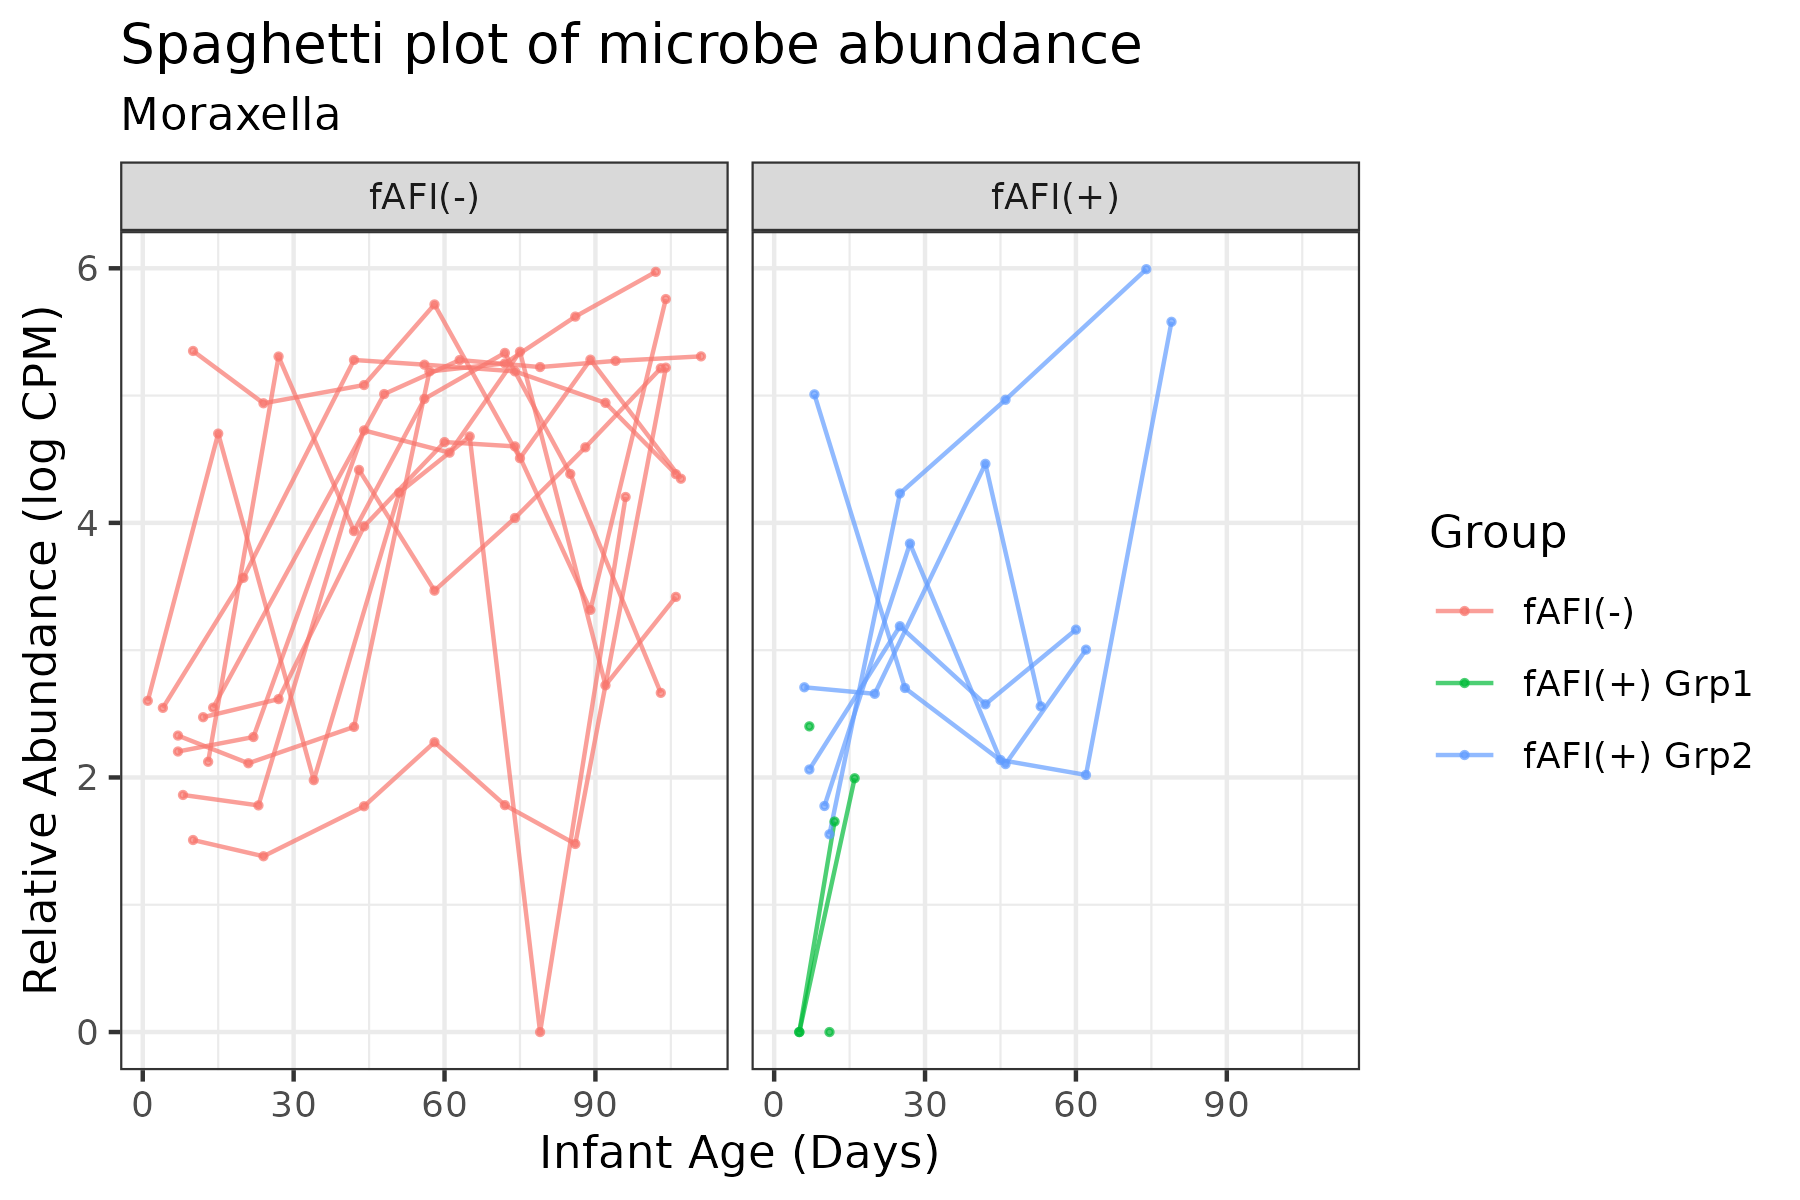 Spaghetti plot of microbe abundance
Moraxella
fAFI(-)
fAFI(+)
6
4
2
0
Relative Abundance (log CPM)
0 30 60 90
0 30 60 90
Infant Age (Days)
Group
fAFI(-)
fAFI(+) Grp1
fAFI(+) Grp2